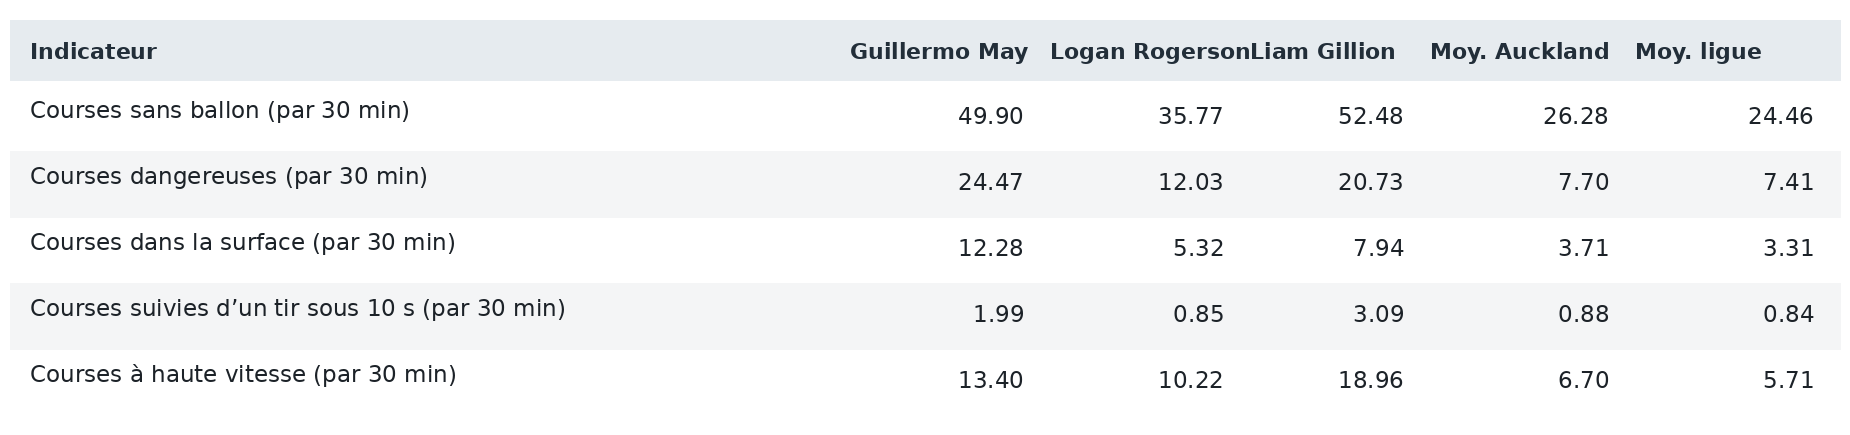 Indicateur Guillermo May Logan Rogerson Liam Gillion Moy. Auckland Moy. ligue
Courses sans ballon (par 30 min) 49.90 35.77 52.48 26.28 24.46
Courses dangereuses (par 30 min) 24.47 12.03 20.73 7.70 7.41
Courses dans la surface (par 30 min) 12.28 5.32 7.94 3.71 3.31
Courses suivies d’un tir sous 10 s (par 30 min) 1.99 0.85 3.09 0.88 0.84
Courses à haute vitesse (par 30 min) 13.40 10.22 18.96 6.70 5.71